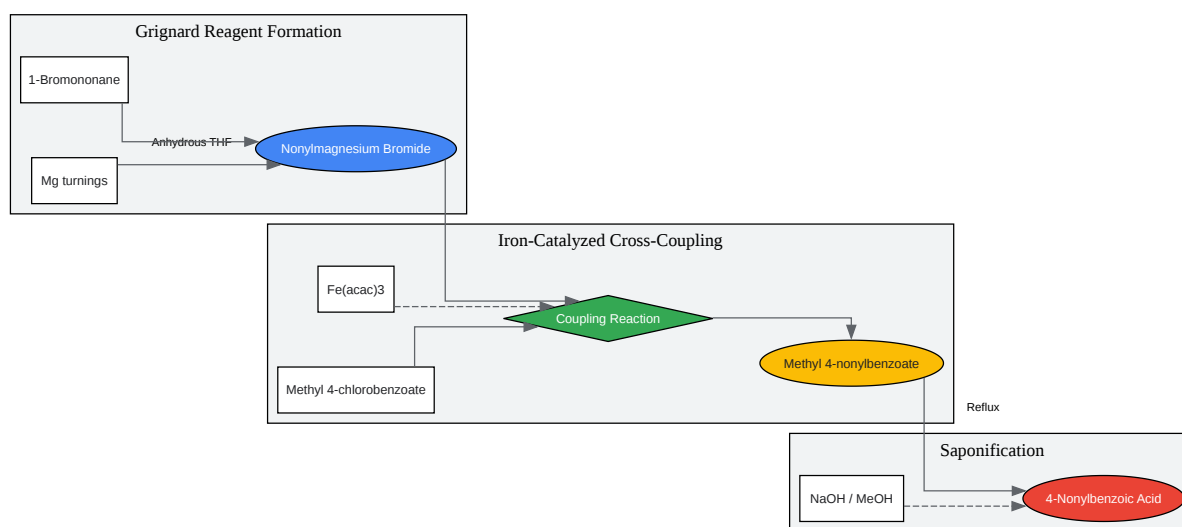 Grignard Reagent Formation
1-Bromononane
Anhydrous THF
Nonylmagnesium Bromide
Mg turnings
Iron-Catalyzed Cross-Coupling
Fe(acac)3
Coupling Reaction
Methyl 4-nonylbenzoate
Methyl 4-chlorobenzoate
Reflux
Saponification
NaOH / MeOH
4-Nonylbenzoic Acid